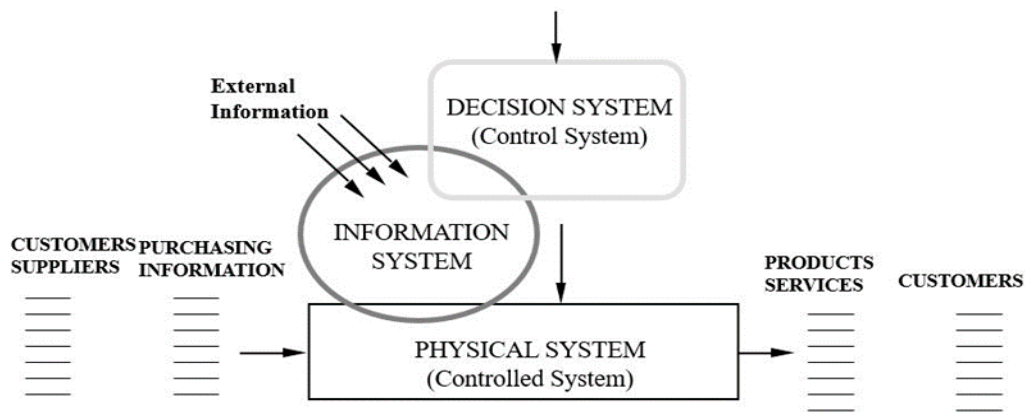 External
Information
DECISION SYSTEM
(Control System)
INFORMATION
SYSTEM
CUSTOMERS
SUPPLIERS
PURCHASING
INFORMATION
PRODUCTS
SERVICES
CUSTOMERS
PHYSICAL SYSTEM
(Controlled System)